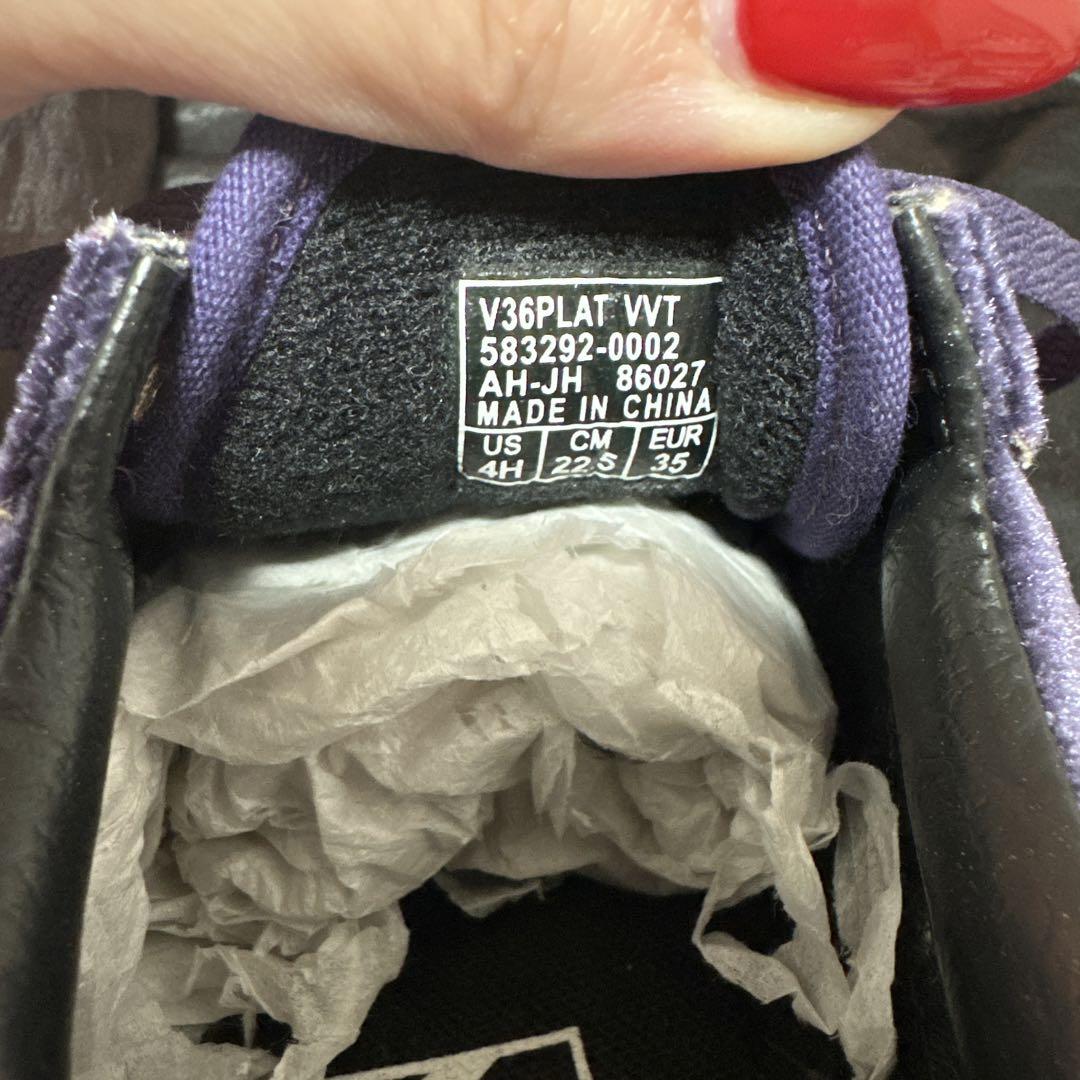 V36PLAT VVT
583292-0002
AH-JH 86027
MADE IN CHINA
US CM EUR
4H 22.5 35